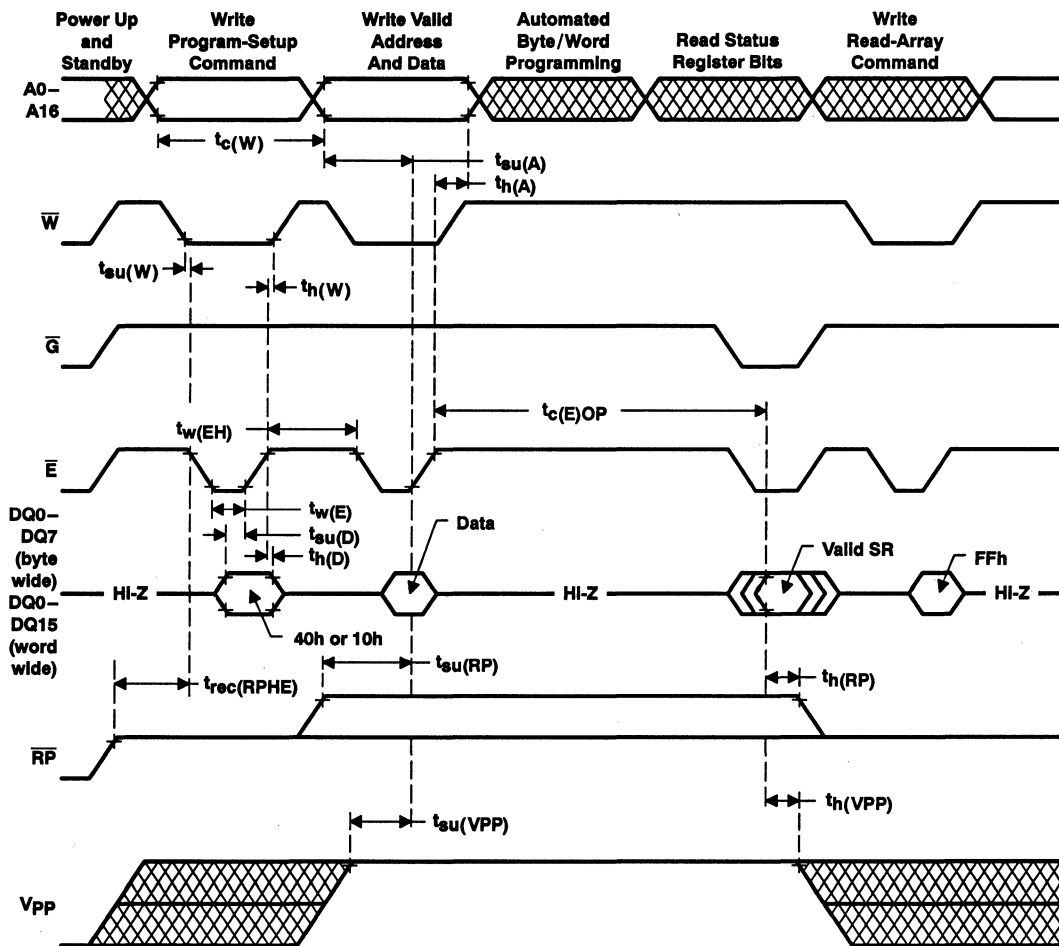 Power Up
and
Standby
Write
Program-Setup
Command
Write Valid
Address
And Data
Automated
Byte/Word
Programming
Read Status
Register Bits
Write
Read-Array
Command
A0–
A16
tc(W)
tsu(A)
th(A)
W
tsu(W)
th(W)
G
tc(E)OP
tw(EH)
E
tw(E)
DQ0–
DQ7
(byte
wide)
DQ0–
DQ15
(word
wide)
tsu(D)
th(D)
Data
Valid SR
FFh
Hi-Z
Hi-Z
Hi-Z
40h or 10h
tsu(RP)
trec(RPHE)
th(RP)
RP
th(VPP)
tsu(VPP)
VPP